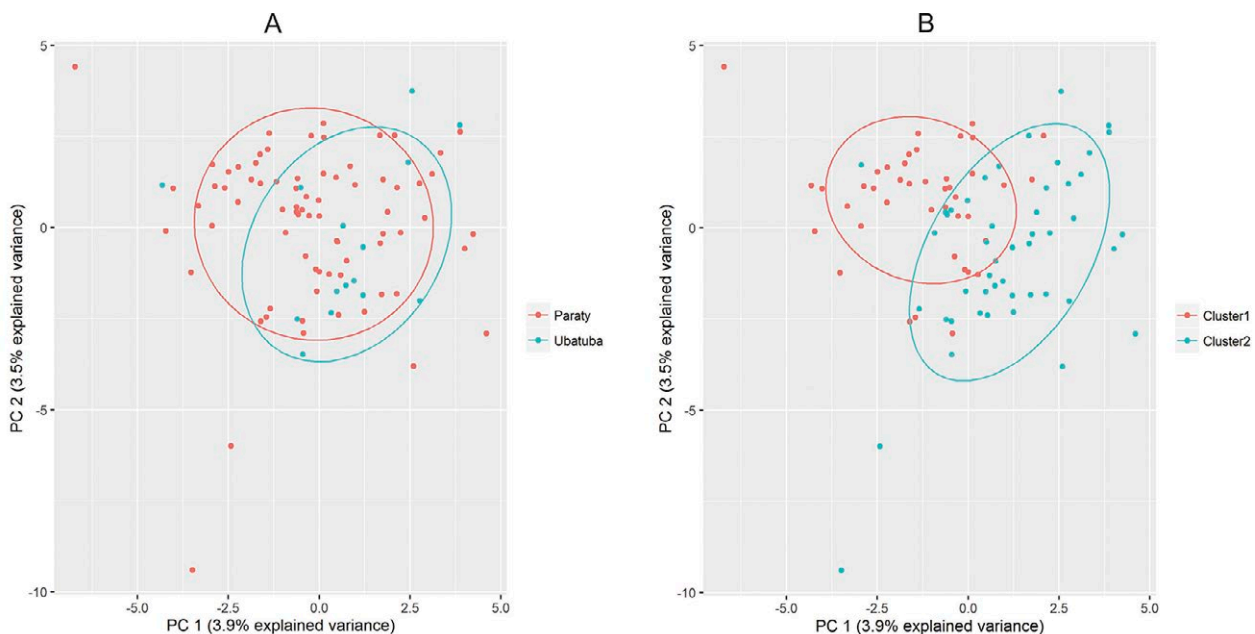 A
5
0
-5
-10
-5.0
-2.5
0.0
2.5
5.0
PC 1 (3.9% explained variance)
PC 2 (3.5% explained variance)
Paraty
Ubatuba
B
5
0
-5
-10
-5.0
-2.5
0.0
2.5
5.0
PC 1 (3.9% explained variance)
PC 2 (3.5% explained variance)
Cluster1
Cluster2